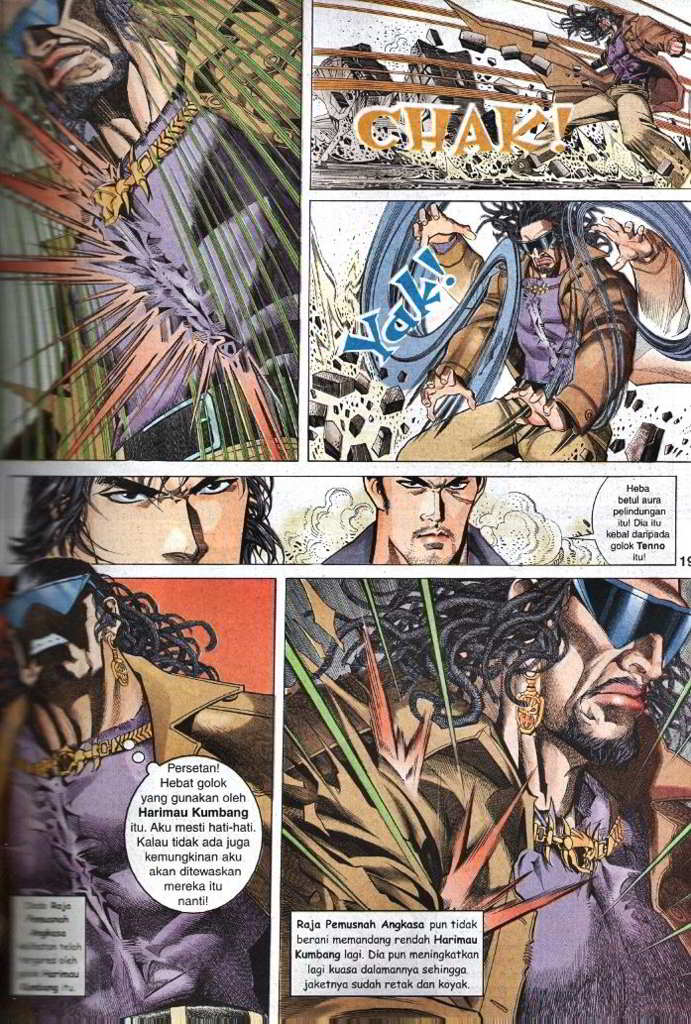 CHAK!
Yak!
Heba
betul aura
pelindungan
itu! Dia itu
kebal daripada
golok Tenno
itu!
19
Persetan!
Hebat golok
yang gunakan oleh
Harimau Kumbang
itu. Aku mesti hati-hati.
Kalau tidak ada juga
kemungkinan aku
akan ditewaskan
mereka itu
nanti!
Raja
Pemusnah
Angkasa
telah
oleh
Harimau
Kumbang itu.
Raja Pemusnah Angkasa pun tidak
berani memandang rendah Harimau
Kumbang lagi. Dia pun meningkatkan
lagi kuasa dalamannya sehingga
jaketnya sudah retak dan koyak.